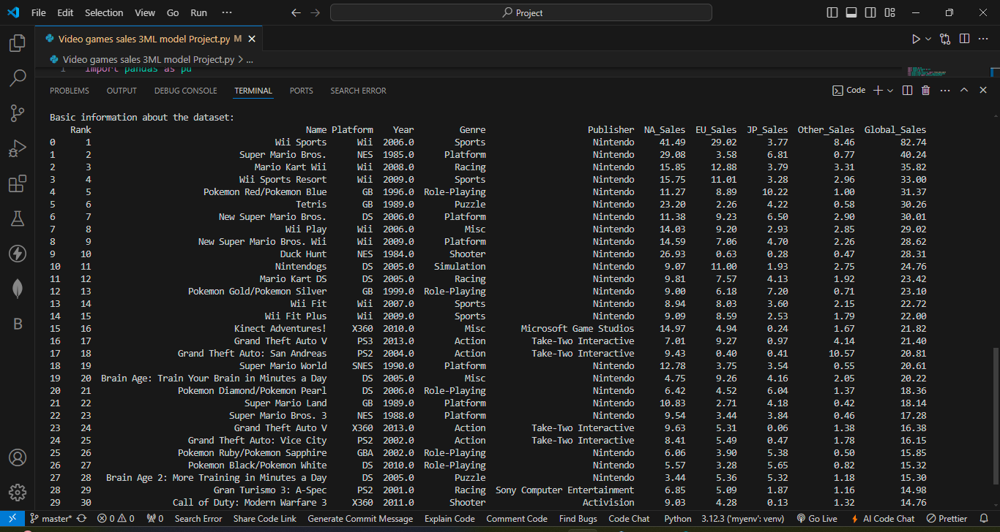 File Edit Selection View Go Run ··· Project
Video games sales 3ML model Project.py M
Video games sales 3ML model Project.py > ...
1 import pandas as pd
PROBLEMS OUTPUT DEBUG CONSOLE TERMINAL PORTS SEARCH ERROR Code
Basic information about the dataset:
Rank Name Platform Year Genre Publisher NA_Sales EU_Sales JP_Sales Other_Sales Global_Sales
0 1 Wii Sports Wii 2006.0 Sports Nintendo 41.49 29.02 3.77 8.46 82.74
1 2 Super Mario Bros. NES 1985.0 Platform Nintendo 29.08 3.58 6.81 0.77 40.24
2 3 Mario Kart Wii Wii 2008.0 Racing Nintendo 15.85 12.88 3.79 3.31 35.82
3 4 Wii Sports Resort Wii 2009.0 Sports Nintendo 15.75 11.01 3.28 2.96 33.00
4 5 Pokemon Red/Pokemon Blue GB 1996.0 Role-Playing Nintendo 11.27 8.89 10.22 1.00 31.37
5 6 Tetris GB 1989.0 Puzzle Nintendo 23.20 2.26 4.22 0.58 30.26
6 7 New Super Mario Bros. DS 2006.0 Platform Nintendo 11.38 9.23 6.50 2.90 30.01
7 8 Wii Play Wii 2006.0 Misc Nintendo 14.03 9.20 2.93 2.85 29.02
8 9 New Super Mario Bros. Wii Wii 2009.0 Platform Nintendo 14.59 7.06 4.70 2.26 28.62
9 10 Duck Hunt NES 1984.0 Shooter Nintendo 26.93 0.63 0.28 0.47 28.31
10 11 Nintendogs DS 2005.0 Simulation Nintendo 9.07 11.00 1.93 2.75 24.76
11 12 Mario Kart DS DS 2005.0 Racing Nintendo 9.81 7.57 4.13 1.92 23.42
12 13 Pokemon Gold/Pokemon Silver GB 1999.0 Role-Playing Nintendo 9.00 6.18 7.20 0.71 23.10
13 14 Wii Fit Wii 2007.0 Sports Nintendo 8.94 8.03 3.60 2.15 22.72
14 15 Wii Fit Plus Wii 2009.0 Sports Nintendo 9.09 8.59 2.53 1.79 22.00
15 16 Kinect Adventures! X360 2010.0 Misc Microsoft Game Studios 14.97 4.94 0.24 1.67 21.82
16 17 Grand Theft Auto V PS3 2013.0 Action Take-Two Interactive 7.01 9.27 0.97 4.14 21.40
17 18 Grand Theft Auto: San Andreas PS2 2004.0 Action Take-Two Interactive 9.43 0.40 0.41 10.57 20.81
18 19 Super Mario World SNES 1990.0 Platform Nintendo 12.78 3.75 3.54 0.55 20.61
19 20 Brain Age: Train Your Brain in Minutes a Day DS 2005.0 Misc Nintendo 4.75 9.26 4.16 2.05 20.22
20 21 Pokemon Diamond/Pokemon Pearl DS 2006.0 Role-Playing Nintendo 6.42 4.52 6.04 1.37 18.36
21 22 Super Mario Land GB 1989.0 Platform Nintendo 10.83 2.71 4.18 0.42 18.14
22 23 Super Mario Bros. 3 NES 1988.0 Platform Nintendo 9.54 3.44 3.84 0.46 17.28
23 24 Grand Theft Auto V X360 2013.0 Action Take-Two Interactive 9.63 5.31 0.06 1.38 16.38
24 25 Grand Theft Auto: Vice City PS2 2002.0 Action Take-Two Interactive 8.41 5.49 0.47 1.78 16.15
25 26 Pokemon Ruby/Pokemon Sapphire GBA 2002.0 Role-Playing Nintendo 6.06 3.90 5.38 0.50 15.85
26 27 Pokemon Black/Pokemon White DS 2010.0 Role-Playing Nintendo 5.57 3.28 5.65 0.82 15.32
27 28 Brain Age 2: More Training in Minutes a Day DS 2005.0 Puzzle Nintendo 3.44 5.36 5.32 1.18 15.30
28 29 Gran Turismo 3: A-Spec PS2 2001.0 Racing Sony Computer Entertainment 6.85 5.09 1.87 1.16 14.98
29 30 Call of Duty: Modern Warfare 3 X360 2011.0 Shooter Activision 9.03 4.28 0.13 1.32 14.76
B
master* 0 0 0 Search Error Share Code Link Generate Commit Message Explain Code Comment Code Find Bugs Code Chat Python 3.12.3 ('myenv': venv) Go Live AI Code Chat Prettier